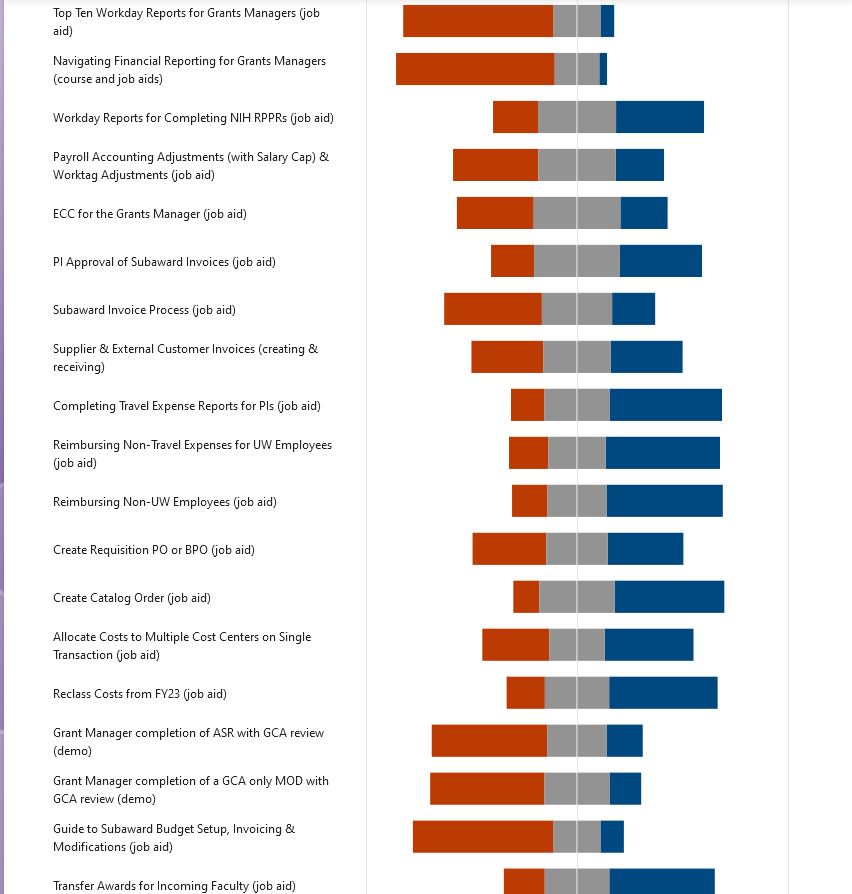 Top Ten Workday Reports for Grants Managers (job
aid)
Navigating Financial Reporting for Grants Managers
(course and job aids)
Workday Reports for Completing NIH RPPRs (job aid)
Payroll Accounting Adjustments (with Salary Cap) &
Worktag Adjustments (job aid)
ECC for the Grants Manager (job aid)
PI Approval of Subaward Invoices (job aid)
Subaward Invoice Process (job aid)
Supplier & External Customer Invoices (creating &
receiving)
Completing Travel Expense Reports for PIs (job aid)
Reimbursing Non-Travel Expenses for UW Employees
(job aid)
Reimbursing Non-UW Employees (job aid)
Create Requisition PO or BPO (job aid)
Create Catalog Order (job aid)
Allocate Costs to Multiple Cost Centers on Single
Transaction (job aid)
Reclass Costs from FY23 (job aid)
Grant Manager completion of ASR with GCA review
(demo)
Grant Manager completion of a GCA only MOD with
GCA review (demo)
Guide to Subaward Budget Setup, Invoicing &
Modifications (job aid)
Transfer Awards for Incoming Faculty (job aid)